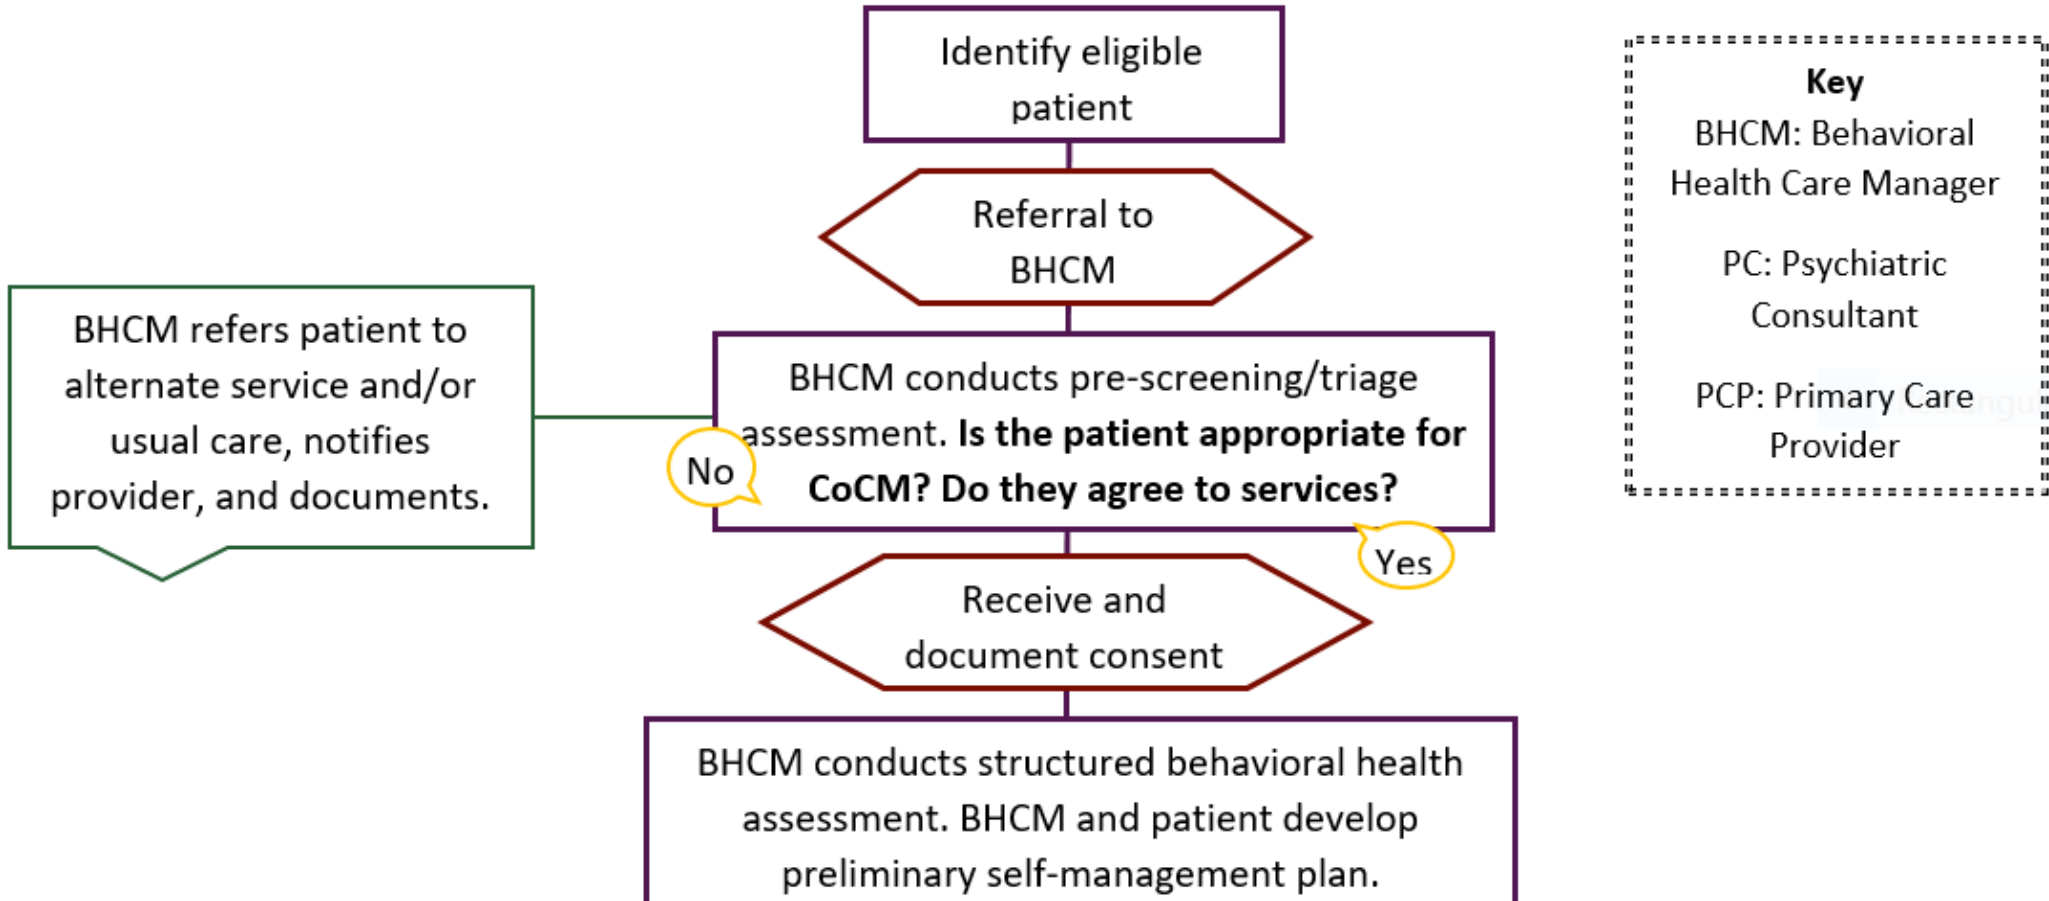 Identify eligible
patient
Referral to
BHCM
BHCM refers patient to
alternate service and/or
usual care, notifies
provider, and documents.
BHCM conducts pre-screening/triage
assessment. Is the patient appropriate for
CoCM? Do they agree to services?
No
Yes
Receive and
document consent
BHCM conducts structured behavioral health
assessment. BHCM and patient develop
preliminary self-management plan.
Key
BHCM: Behavioral
Health Care Manager
PC: Psychiatric
Consultant
PCP: Primary Care
Provider